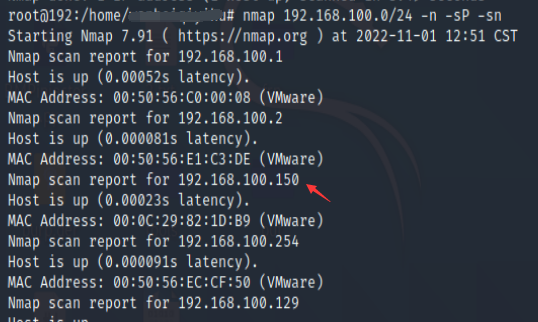 root@192:/home/# nmap 192.168.100.0/24 -n -sP -sn
Starting Nmap 7.91 ( https://nmap.org ) at 2022-11-01 12:51 CST
Nmap scan report for 192.168.100.1
Host is up (0.00052s latency).
MAC Address: 00:50:56:C0:00:08 (VMware)
Nmap scan report for 192.168.100.2
Host is up (0.000081s latency).
MAC Address: 00:50:56:E1:C3:DE (VMware)
Nmap scan report for 192.168.100.150
Host is up (0.00023s latency).
MAC Address: 00:0C:29:82:1D:B9 (VMware)
Nmap scan report for 192.168.100.254
Host is up (0.000091s latency).
MAC Address: 00:50:56:EC:CF:50 (VMware)
Nmap scan report for 192.168.100.129
Host is up